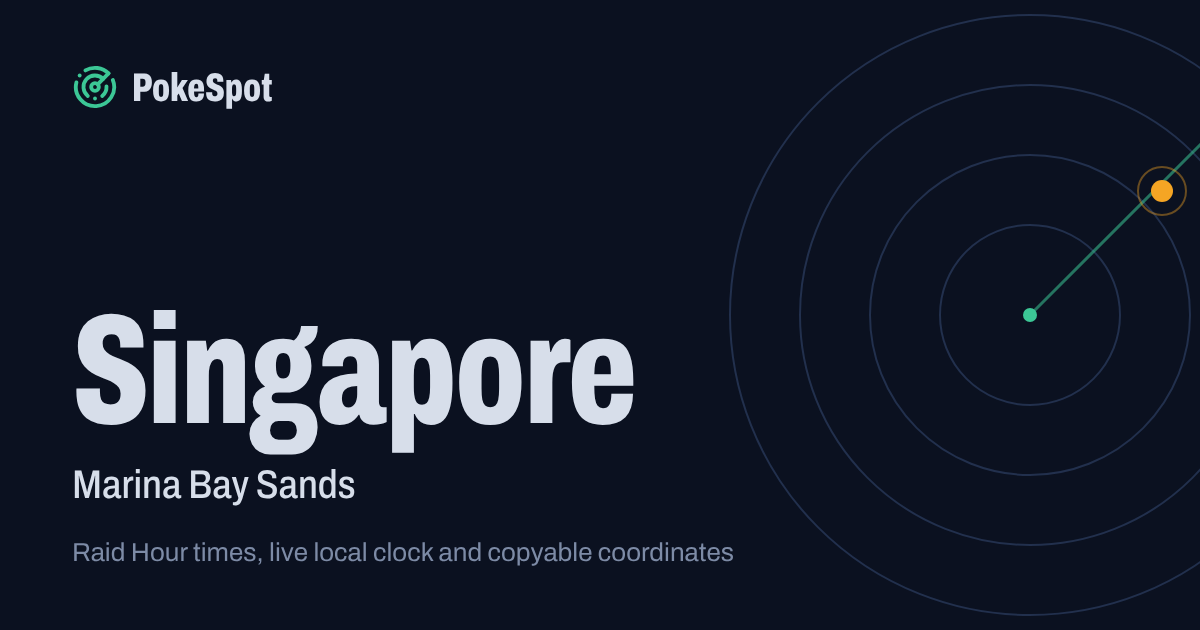 PokeSpot
Singapore
Marina Bay Sands
Raid Hour times, live local clock and copyable coordinates